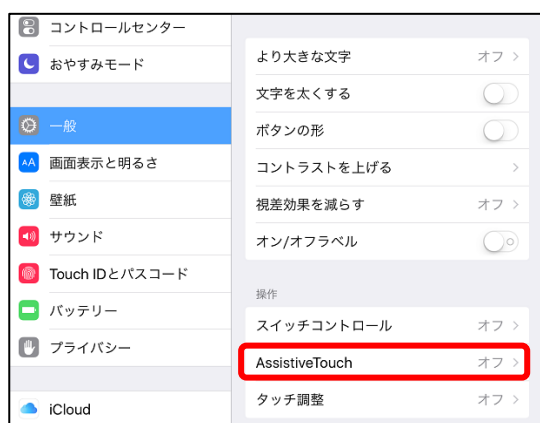 コントロールセンター
おやすみモード
一般
AA 画面表示と明るさ
壁紙
サウンド
Touch IDとパスコード
バッテリー
プライバシー
iCloud
より大きな文字 オフ
文字を太くする
ボタンの形
コントラストを上げる
視差効果を減らす オフ
オン/オフラベル
操作
スイッチコントロール オフ
AssistiveTouch オフ
タッチ調整 オフ